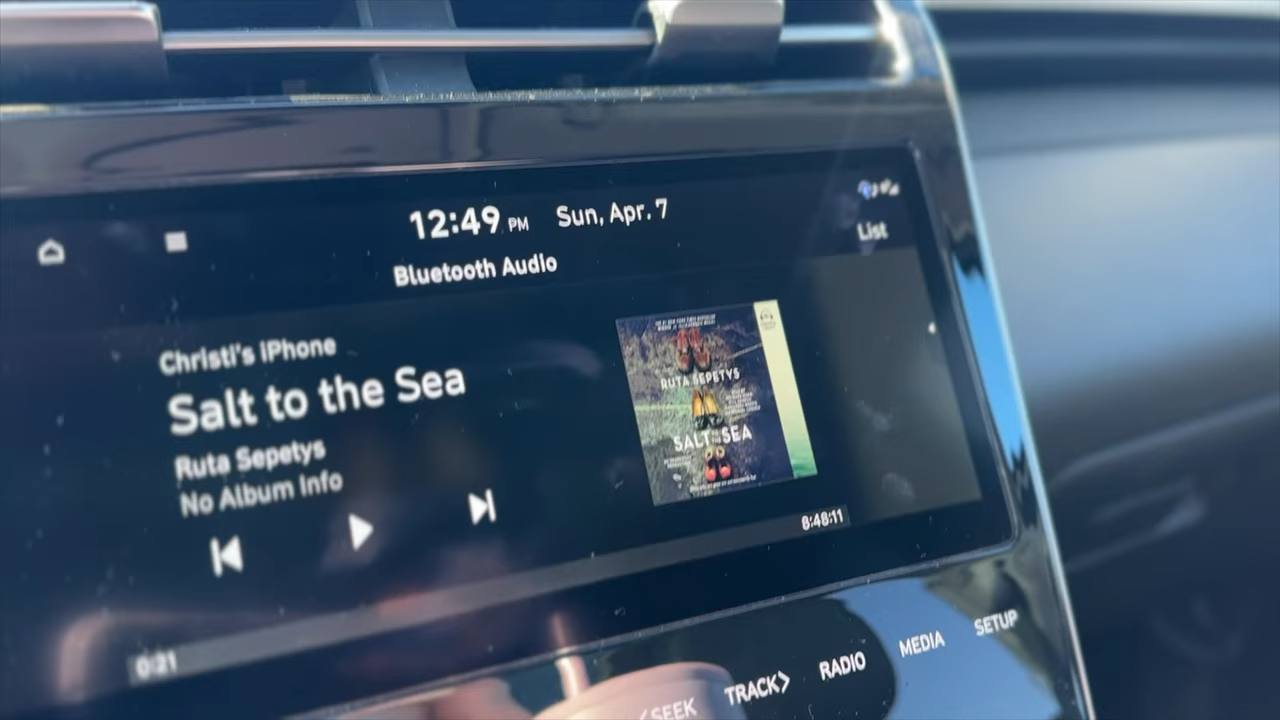 12:49 PM Sun, Apr. 7
Bluetooth Audio
List
Christi's iPhone
Salt to the Sea
Ruta Sepetys
No Album Info
RUTA SEPETYS
SALT TO THE SEA
8:48:11
0:21
<SEEK
TRACK>
RADIO
MEDIA
SETUP